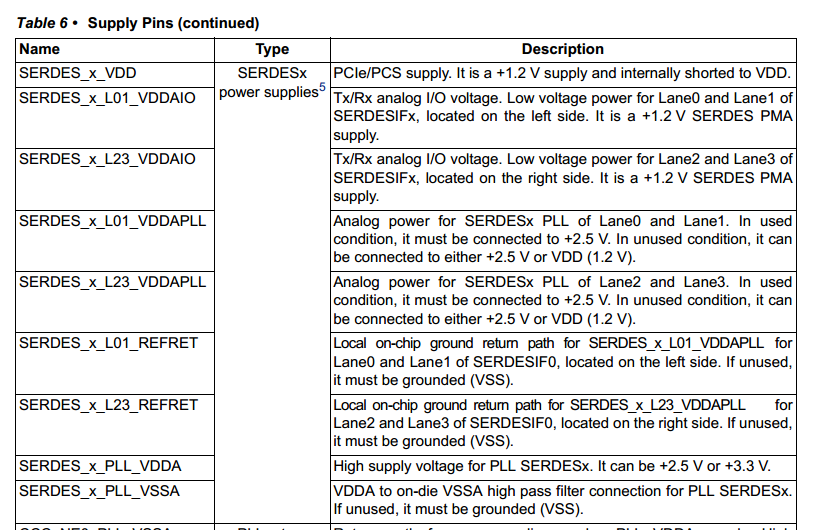 Table 6 • Supply Pins (continued)
Name Type Description
SERDES_x_VDD SERDESx PCIe/PCS supply. It is a +1.2 V supply and internally shorted to VDD.
power supplies5
SERDES_x_L01_VDDAIO Tx/Rx analog I/O voltage. Low voltage power for Lane0 and Lane1 of
SERDESIFx, located on the left side. It is a +1.2 V SERDES PMA
supply.
SERDES_x_L23_VDDAIO Tx/Rx analog I/O voltage. Low voltage power for Lane2 and Lane3 of
SERDESIFx, located on the right side. It is a +1.2 V SERDES PMA
supply.
SERDES_x_L01_VDDAPLL Analog power for SERDESx PLL of Lane0 and Lane1. In used
condition, it must be connected to +2.5 V. In unused condition, it can
be connected to either +2.5 V or VDD (1.2 V).
SERDES_x_L23_VDDAPLL Analog power for SERDESx PLL of Lane2 and Lane3. In used
condition, it must be connected to +2.5 V. In unused condition, it can
be connected to either +2.5 V or VDD (1.2 V).
SERDES_x_L01_REFRET Local on-chip ground return path for SERDES_x_L01_VDDAPLL for
Lane0 and Lane1 of SERDESIF0, located on the left side. If unused,
it must be grounded (VSS).
SERDES_x_L23_REFRET Local on-chip ground return path for SERDES_x_L23_VDDAPLL for
Lane2 and Lane3 of SERDESIF0, located on the right side. If unused,
it must be grounded (VSS).
SERDES_x_PLL_VDDA High supply voltage for PLL SERDESx. It can be +2.5 V or +3.3 V.
SERDES_x_PLL_VSSA VDDA to on-die VSSA high pass filter connection for PLL SERDESx.
If unused, it must be grounded (VSS).